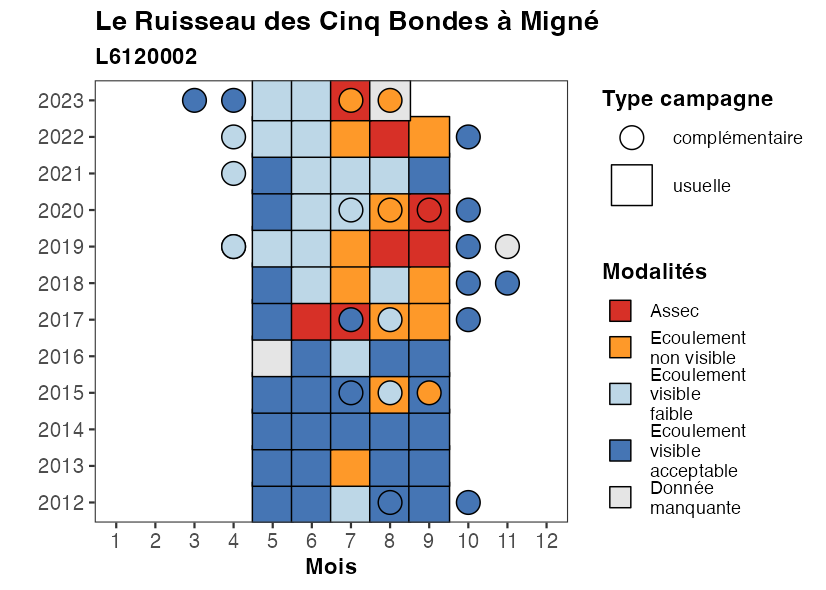 Le Ruisseau des Cinq Bondes à Migné
L6120002
2023
2022
2021
2020
2019
2018
2017
2016
2015
2014
2013
2012
1 2 3 4 5 6 7 8 9 10 11 12
Mois
Type campagne
complémentaire
usuelle
Modalités
Assec
Ecoulement
non visible
Ecoulement
visible
faible
Ecoulement
visible
acceptable
Donnée
manquante